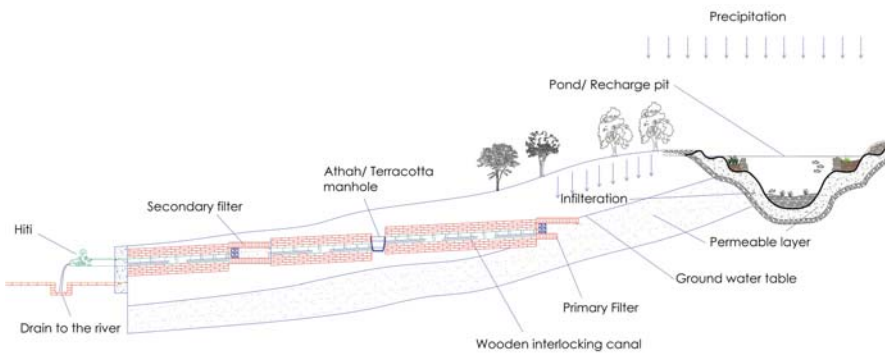 Precipitation
Pond/ Recharge pit
Athah/ Terracotta
manhole
Secondary filter
Infilteration
Hiti
Permeable layer
Ground water table
Primary Filter
Drain to the river
Wooden interlocking canal